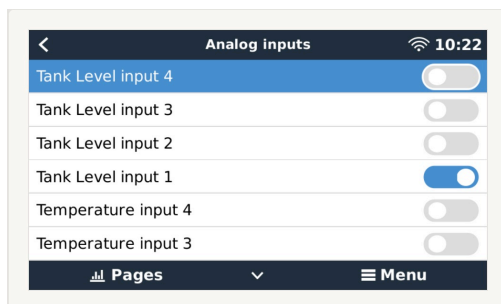 Analog inputs 10:22
Tank Level input 4
Tank Level input 3
Tank Level input 2
Tank Level input 1
Temperature input 4
Temperature input 3
Pages Menu